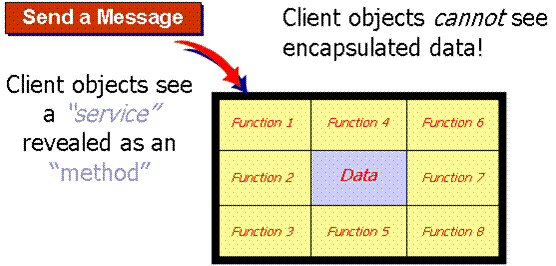 Send a Message
Client objects cannot see
encapsulated data!
Client objects see
a "service"
revealed as an
"method"
Function 1 Function 4 Function 6
Function 2 Data Function 7
Function 3 Function 5 Function 8